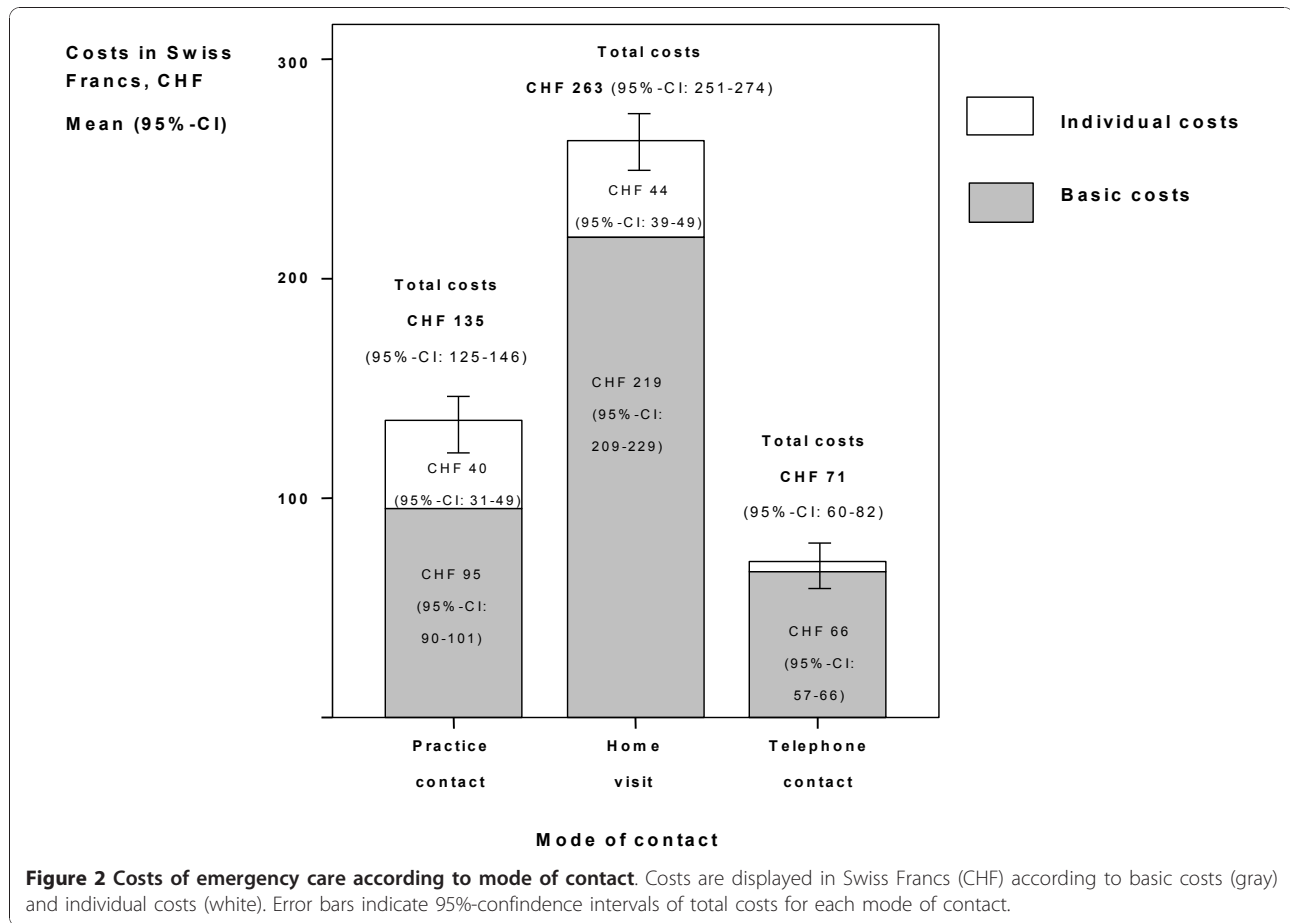 Costs in Swiss
Francs, CHF
Mean (95%-CI)
300
200
100
Total costs
CHF 263 (95%-CI: 251-274)
CHF 44
(95%-CI: 39-49)
CHF 219
(95%-CI:
209-229)
Total costs
CHF 135
(95%-CI: 125-146)
CHF 40
(95%-CI: 31-49)
CHF 95
(95%-CI:
90-101)
Total costs
CHF 71
(95%-CI: 60-82)
CHF 66
(95%-CI:
57-66)
Individual costs
Basic costs
Practice
contact
Home
visit
Telephone
contact
Mode of contact
Figure 2 Costs of emergency care according to mode of contact. Costs are displayed in Swiss Francs (CHF) according to basic costs (gray)
and individual costs (white). Error bars indicate 95%-confindence intervals of total costs for each mode of contact.